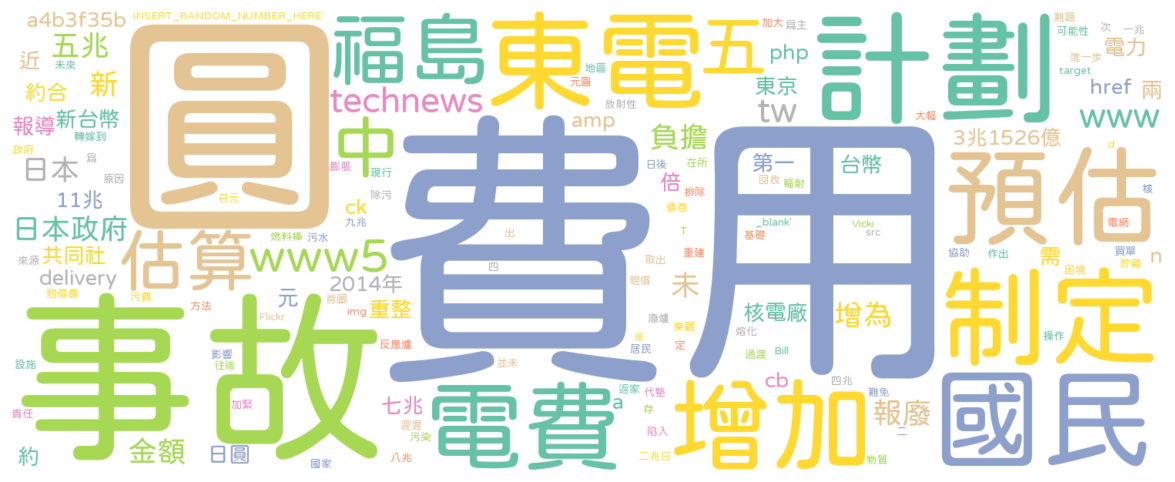 a4b3f35b
INSERT_RANDOM_NUMBER_HERE'
近
五兆
未來
約合
新
報導
新台幣
轉嫁到
政府
日本
為
原因
11兆
日本政府
來源
共同社
delivery
賠償費
污責
圓
日元
估算
www5
燃料棒
污水
2014年
福島
technews
中
膨脹
現行
除污
ck
九兆
東電
五
元圓
地區
放射性
amp
加大
為主
php
東京
tw
大幅
計劃
難題
可能性
次
一兆
電力
進一步
target
href
兩
www
3兆1526億
d
預估
核
電網
負擔
日後
在所
倍
排除
儀卷
T
重建
取出
賠償
未
第一
台幣
回收
輻射
_blank'
基礎
Vicki
src
費用
出
四
協助
作出
需
買單
貯藏
困境
n
事故
方法
元
首圖
Flickr
img
重整
反應爐
影響
往後
設施
責任
加緊
金額
約
日圓
國家
並未
七兆
渥渥
污染
八兆
電費
a
返家
廢爐
樂觀
年
居民
定
核電廠
熔化
過渡
Bill
增為
cb
四兆
代墊
存
陷入
二兆日
增加
難免
報廢
二
物質
制定
操作
國民